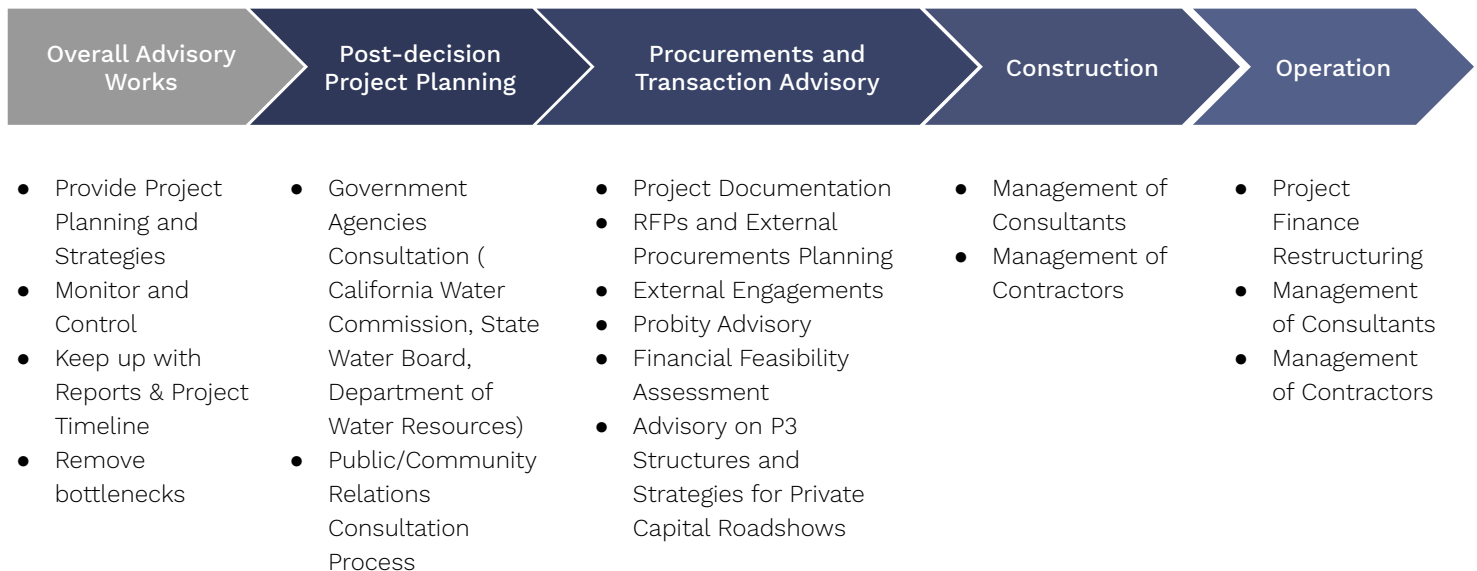 Overall Advisory
Works
Post-decision
Project Planning
Procurements and
Transaction Advisory
Construction
Operation
● Provide Project
Planning and
Strategies
● Monitor and
Control
● Keep up with
Reports & Project
Timeline
● Remove
bottlenecks
● Government
Agencies
Consultation (
California Water
Commission, State
Water Board,
Department of
Water Resources)
● Public/Community
Relations
Consultation
Process
● Project Documentation
● RFPs and External
Procurements Planning
● External Engagements
● Probity Advisory
● Financial Feasibility
Assessment
● Advisory on P3
Structures and
Strategies for Private
Capital Roadshows
● Management of
Consultants
● Management of
Contractors
● Project
Finance
Restructuring
● Management
of Consultants
● Management
of Contractors